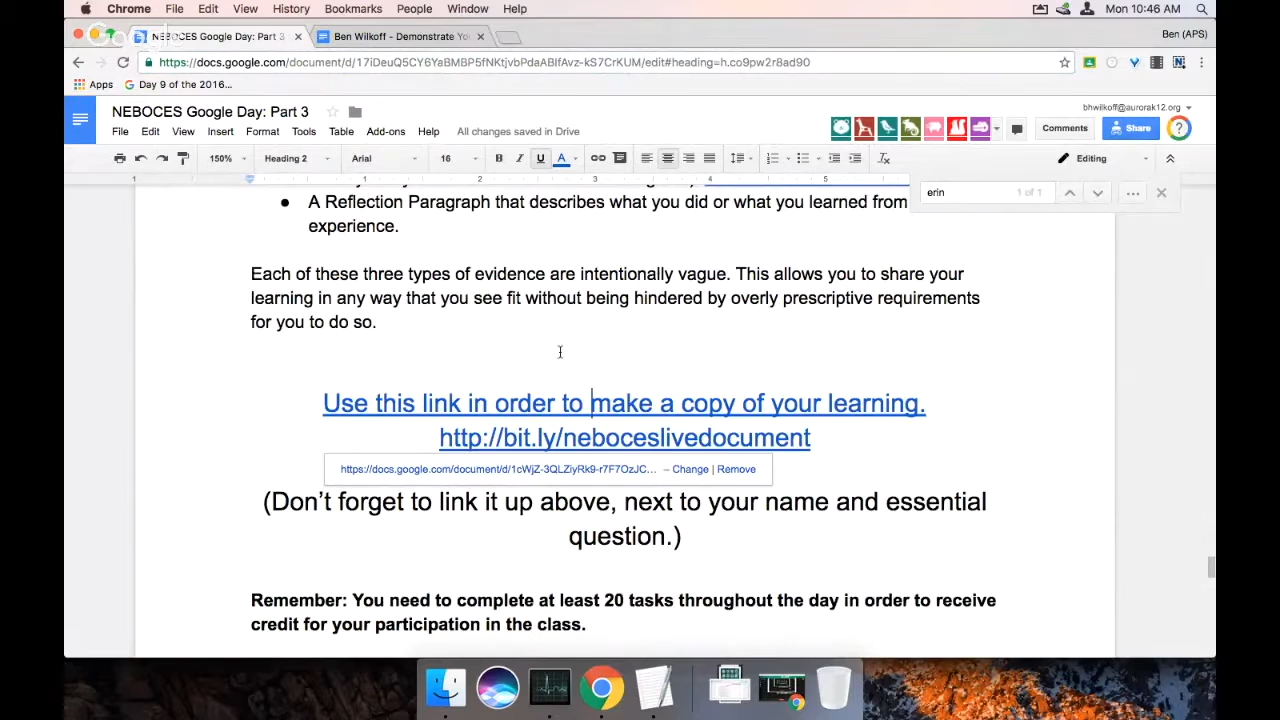 Chrome File Edit View History Bookmarks People Window Help Mon 10:46 AM
Google
NEBOCES Google Day: Part 3 Ben Wilkoff - Demonstrate Yo Ben (APS)
https://docs.google.com/document/d/17iDeuQ5CY6YaBMBP5fNKtjvbPdaABIfAvz-kS7CrKUM/edit#heading=h.co9pw2r8ad90
Apps Day 9 of the 2016...
NEBOCES Google Day: Part 3 bhwilkoff@aurorak12.org
File Edit View Insert Format Tools Table Add-ons Help All changes saved in Drive Comments Share
150% Heading 2 Arial 16 B I U A Editing
1 1 2 3 4 5
erin 1 of 1
● A Reflection Paragraph that describes what you did or what you learned from
experience.
Each of these three types of evidence are intentionally vague. This allows you to share your
learning in any way that you see fit without being hindered by overly prescriptive requirements
for you to do so.
Use this link in order to make a copy of your learning.
http://bit.ly/neboceslivedocument
https://docs.google.com/document/d/1cWjZ-3QLZiyRk9-r7F7OzJC... – Change | Remove
(Don’t forget to link it up above, next to your name and essential
question.)
Remember: You need to complete at least 20 tasks throughout the day in order to receive
credit for your participation in the class.